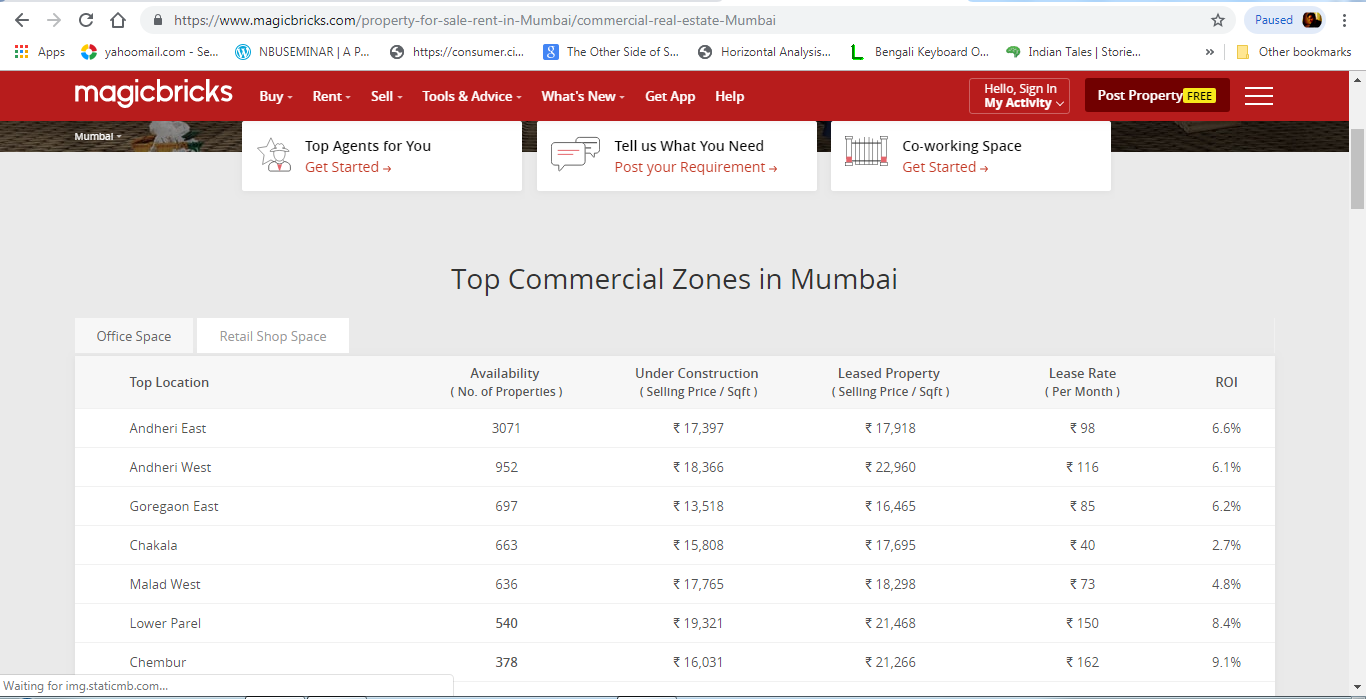 https://www.magicbricks.com/property-for-sale-rent-in-Mumbai/commercial-real-estate-Mumbai Paused
Apps yahoomail.com - Se... NBUSEMINAR | A P... https://consumer.ci... The Other Side of S... Horizontal Analysis... Bengali Keyboard O... Indian Tales | Storie... » Other bookmarks
magicbricks Buy Rent Sell Tools & Advice What's New Get App Help Hello, Sign In My Activity Post Property FREE
Mumbai
Top Agents for You
Get Started →
Tell us What You Need
Post your Requirement →
Co-working Space
Get Started →
Top Commercial Zones in Mumbai
Office Space Retail Shop Space
Top Location Availability ( No. of Properties ) Under Construction ( Selling Price / Sqft ) Leased Property ( Selling Price / Sqft ) Lease Rate ( Per Month ) ROI
Andheri East 3071 ₹ 17,397 ₹ 17,918 ₹ 98 6.6%
Andheri West 952 ₹ 18,366 ₹ 22,960 ₹ 116 6.1%
Goregaon East 697 ₹ 13,518 ₹ 16,465 ₹ 85 6.2%
Chakala 663 ₹ 15,808 ₹ 17,695 ₹ 40 2.7%
Malad West 636 ₹ 17,765 ₹ 18,298 ₹ 73 4.8%
Lower Parel 540 ₹ 19,321 ₹ 21,468 ₹ 150 8.4%
Chembur 378 ₹ 16,031 ₹ 21,266 ₹ 162 9.1%
Waiting for img.staticmb.com...